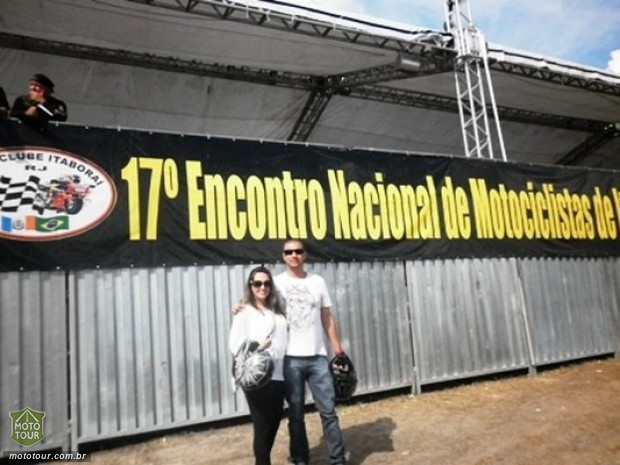 CLUBE ITABORAÍ
RJ
17º Encontro Nacional de Motociclistas de
MOTO
TOUR
mototour.com.br